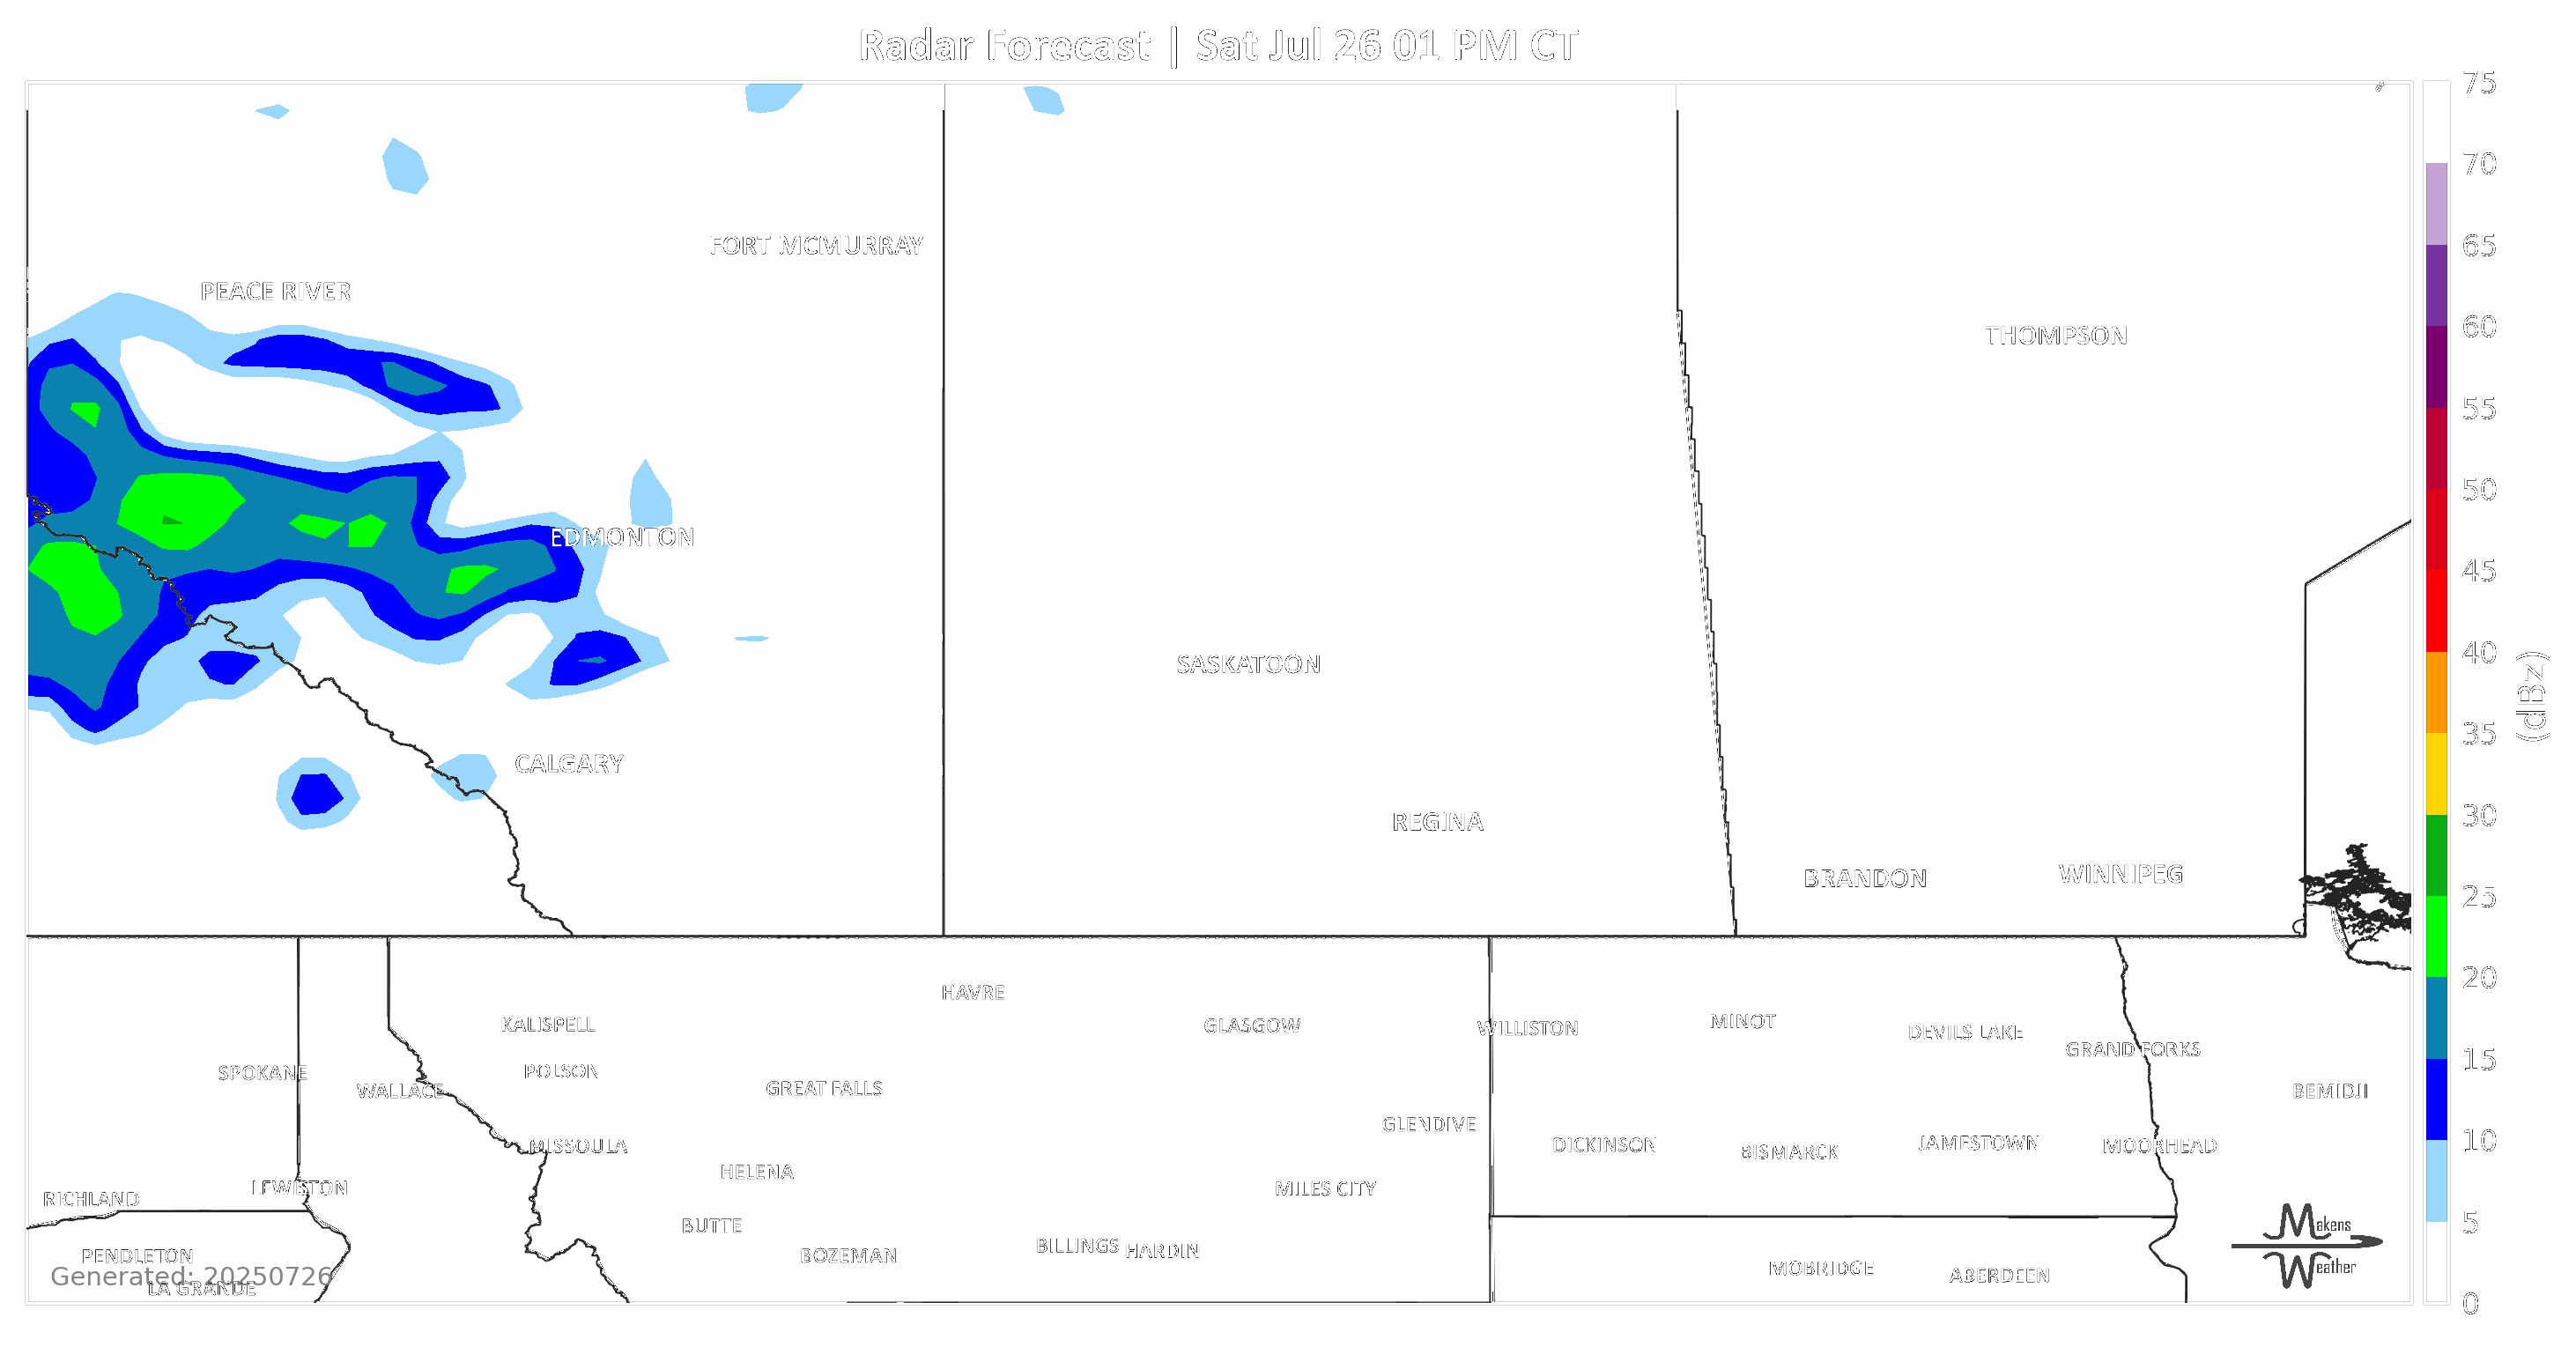 Radar Forecast | Sat Jul 26 01 PM CT
75
70
65
60
55
50
45
40
35
30
25
20
15
10
5
0
(dBz)
FORT MCMURRAY
PEACE RIVER
THOMPSON
EDMONTON
SASKATOON
CALGARY
REGINA
BRANDON
WINNIPEG
HAVRE
KALISPELL
GLASGOW
WILLISTON
MINOT
DEVILS LAKE
GRAND FORKS
SPOKANE
POLSON
WALLACE
GREAT FALLS
BEMIDJI
GLENDIVE
DICKINSON
BISMARCK
JAMESTOWN
MOORHEAD
MISSOULA
HELENA
LEWISTON
MILES CITY
RICHLAND
BUTTE
BILLINGS
HARDIN
BOZEMAN
PENDLETON
MOBRIDGE
ABERDEEN
Generated: 20250726
LA GRANDE
Makens
Weather